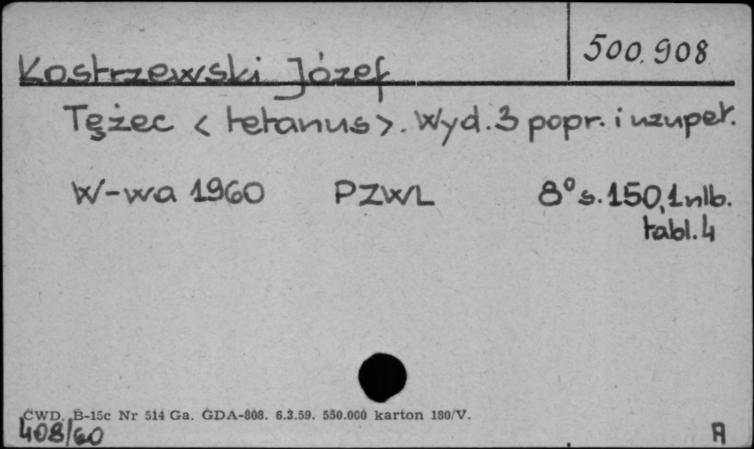 500.908
Kostrzewski Józef
Tężec < tetanus >. Wyd. 3 popr. i uzupeł.
W-wa 1960 PZWL 8° s. 150, 1 nlb.
tabl. 4
CWD. B-15c Nr 514 Ga. GDA-808. 6.3.59. 550.000 karton 180/V.
408/60
A